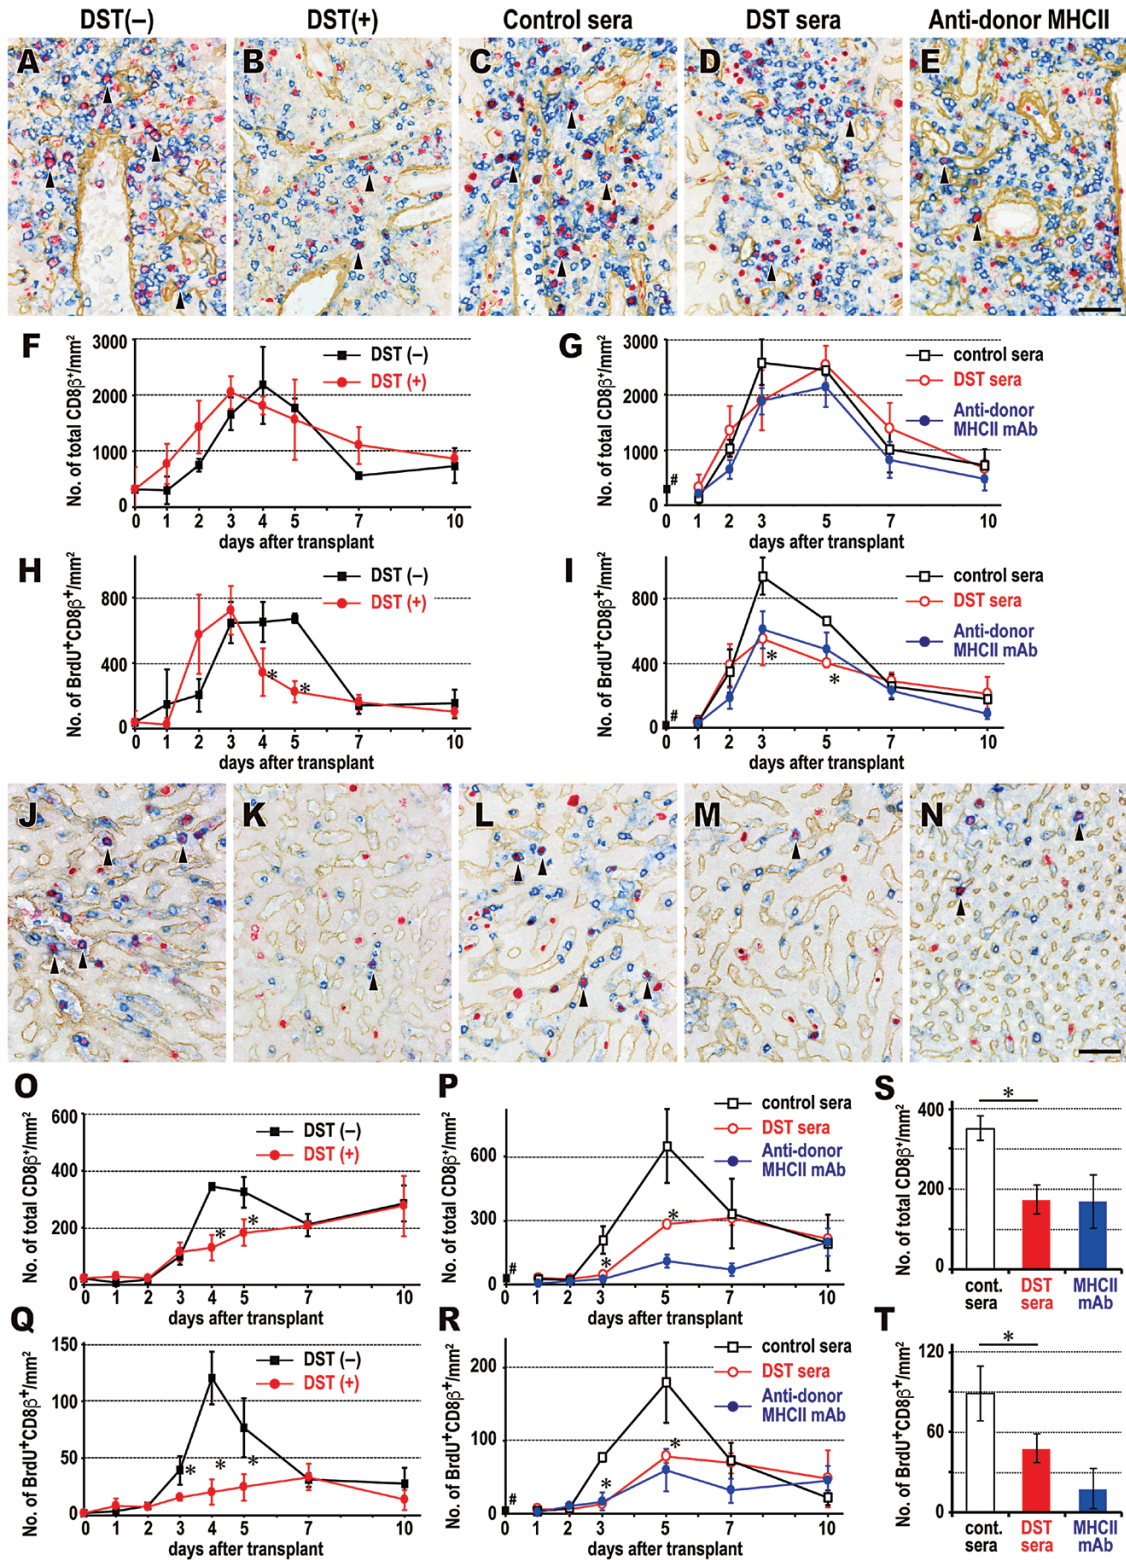 DST(–) DST(+) Control sera DST sera Anti-donor MHCII
A B C D E
F
No. of total CD8β⁺/mm²
3000
2000
1000
0
DST (–)
DST (+)
0 1 2 3 4 5 7 10
days after transplant
G
No. of total CD8β⁺/mm²
3000
2000
1000
0
#
control sera
DST sera
Anti-donor
MHCII mAb
0 1 2 3 5 7 10
days after transplant
H
No. of BrdU⁺CD8β⁺/mm²
800
400
0
DST (–)
DST (+)
* *
0 1 2 3 4 5 7 10
days after transplant
I
No. of BrdU⁺CD8β⁺/mm²
800
400
0
#
control sera
DST sera
Anti-donor
MHCII mAb
* *
0 1 2 3 5 7 10
days after transplant
J K L M N
O
No. of total CD8β⁺/mm²
600
400
200
0
DST (–)
DST (+)
* *
0 1 2 3 4 5 7 10
days after transplant
P
No. of total CD8β⁺/mm²
600
300
0
#
control sera
DST sera
Anti-donor
MHCII mAb
* *
0 1 2 3 5 7 10
days after transplant
S
No. of total CD8β⁺/mm²
400
200
0
*
cont. DST MHCII
sera sera mAb
Q
No. of BrdU⁺CD8β⁺/mm²
150
100
50
0
DST (–)
DST (+)
* * *
0 1 2 3 4 5 7 10
days after transplant
R
No. of BrdU⁺CD8β⁺/mm²
200
100
0
#
control sera
DST sera
Anti-donor
MHCII mAb
* *
0 1 2 3 5 7 10
days after transplant
T
No. of BrdU⁺CD8β⁺/mm²
120
60
0
*
cont. DST MHCII
sera sera mAb